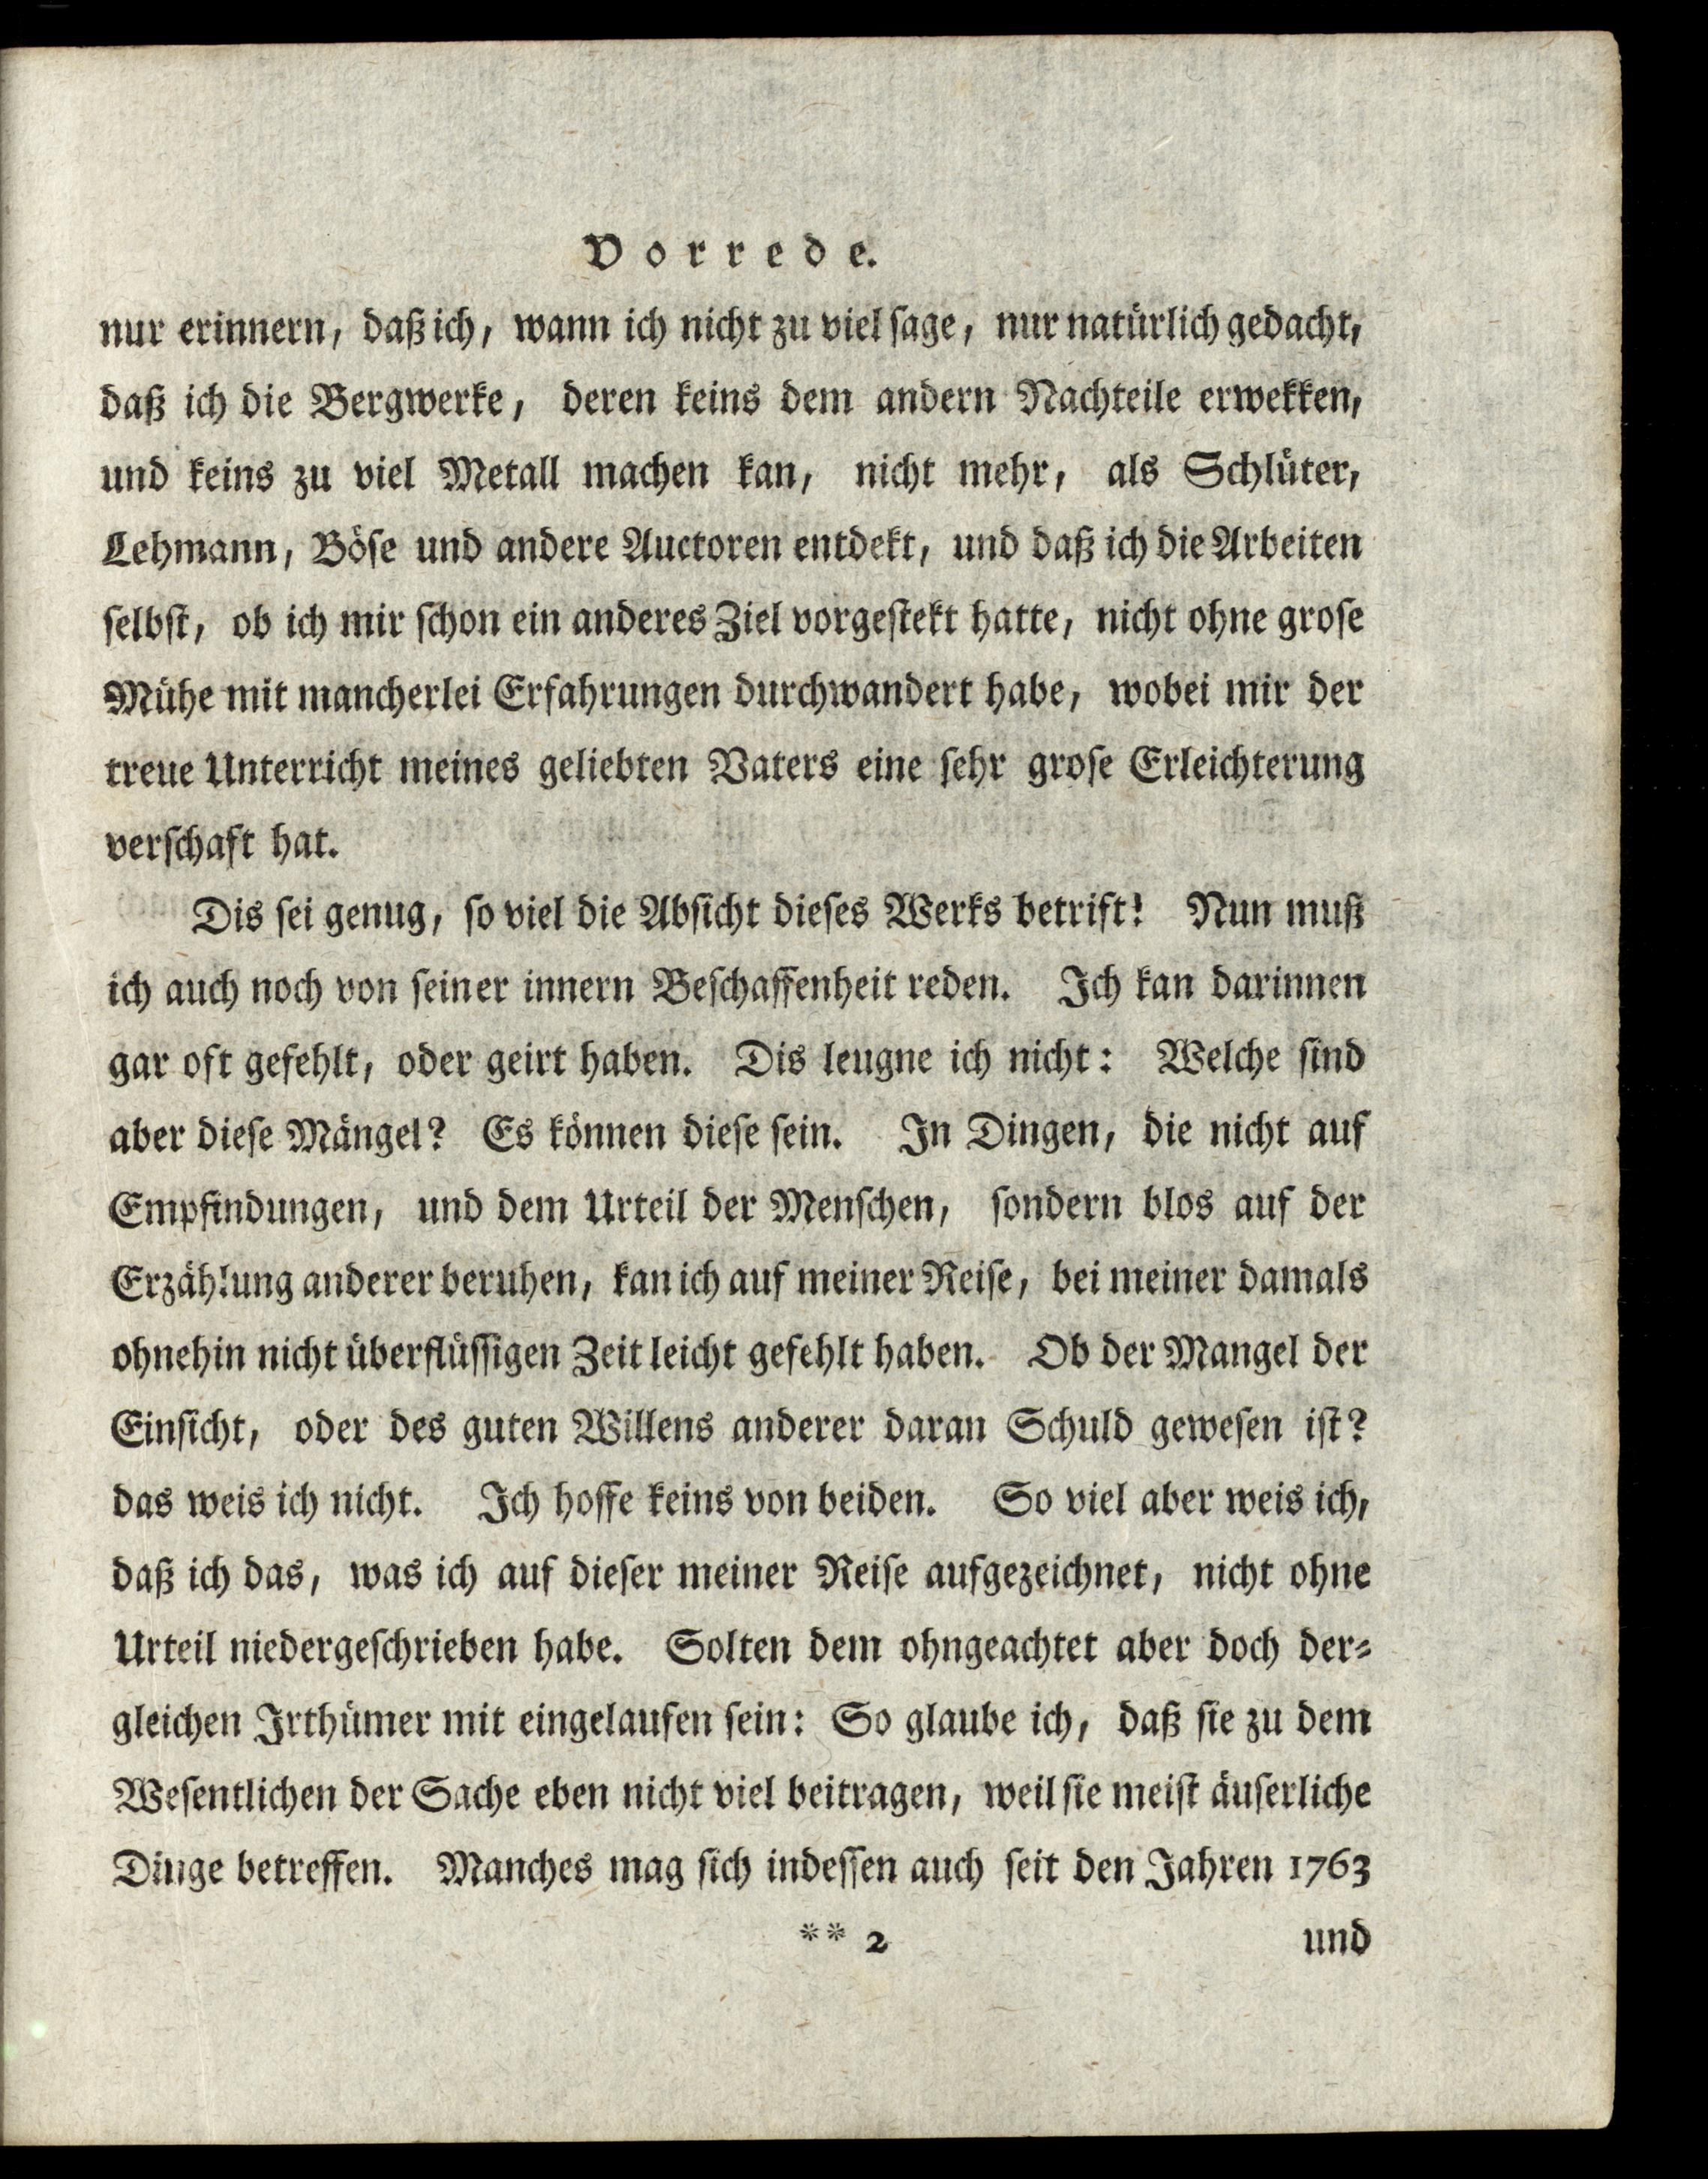 Vorrede.
nur erinnern, daß ich, wann ich nicht zu viel sage, nur natürlich gedacht,
daß ich die Bergwerke, deren keins dem andern Nachteile erwekken,
und keins zu viel Metall machen kan, nicht mehr, als Schlüter,
Lehmann, Böse und andere Auctoren entdekt, und daß ich die Arbeiten
selbst, ob ich mir schon ein anderes Ziel vorgestekt hatte, nicht ohne grose
Mühe mit mancherlei Erfahrungen durchwandert habe, wobei mir der
treue Unterricht meines geliebten Vaters eine sehr grose Erleichterung
verschaft hat.
Dis sei genug, so viel die Absicht dieses Werks betrift! Nun muß
ich auch noch von seiner innern Beschaffenheit reden. Ich kan darinnen
gar oft gefehlt, oder geirt haben. Dis leugne ich nicht: Welche sind
aber diese Mängel? Es können diese sein. In Dingen, die nicht auf
Empfindungen, und dem Urteil der Menschen, sondern blos auf der
Erzählung anderer beruhen, kan ich auf meiner Reise, bei meiner damals
ohnehin nicht überflüssigen Zeit leicht gefehlt haben. Ob der Mangel der
Einsicht, oder des guten Willens anderer daran Schuld gewesen ist?
das weis ich nicht. Ich hoffe keins von beiden. So viel aber weis ich,
daß ich das, was ich auf dieser meiner Reise aufgezeichnet, nicht ohne
Urteil niedergeschrieben habe. Solten dem ohngeachtet aber doch der⸗
gleichen Irthümer mit eingelaufen sein: So glaube ich, daß sie zu dem
Wesentlichen der Sache eben nicht viel beitragen, weil sie meist äuserliche
Dinge betreffen. Manches mag sich indessen auch seit den Jahren 1763
** 2 und